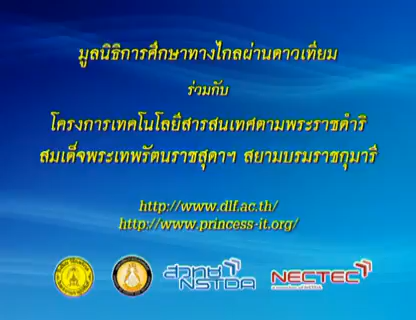 มูลนิธิการศึกษาทางไกลผ่านดาวเทียม
ร่วมกับ
โครงการเทคโนโลยีสารสนเทศตามพระราชดำริ
สมเด็จพระเทพรัตนราชสุดาฯ สยามบรมราชกุมารี
http://www.dlf.ac.th/
http://www.princess-it.org/
สวทช
NSTDA
NECTEC